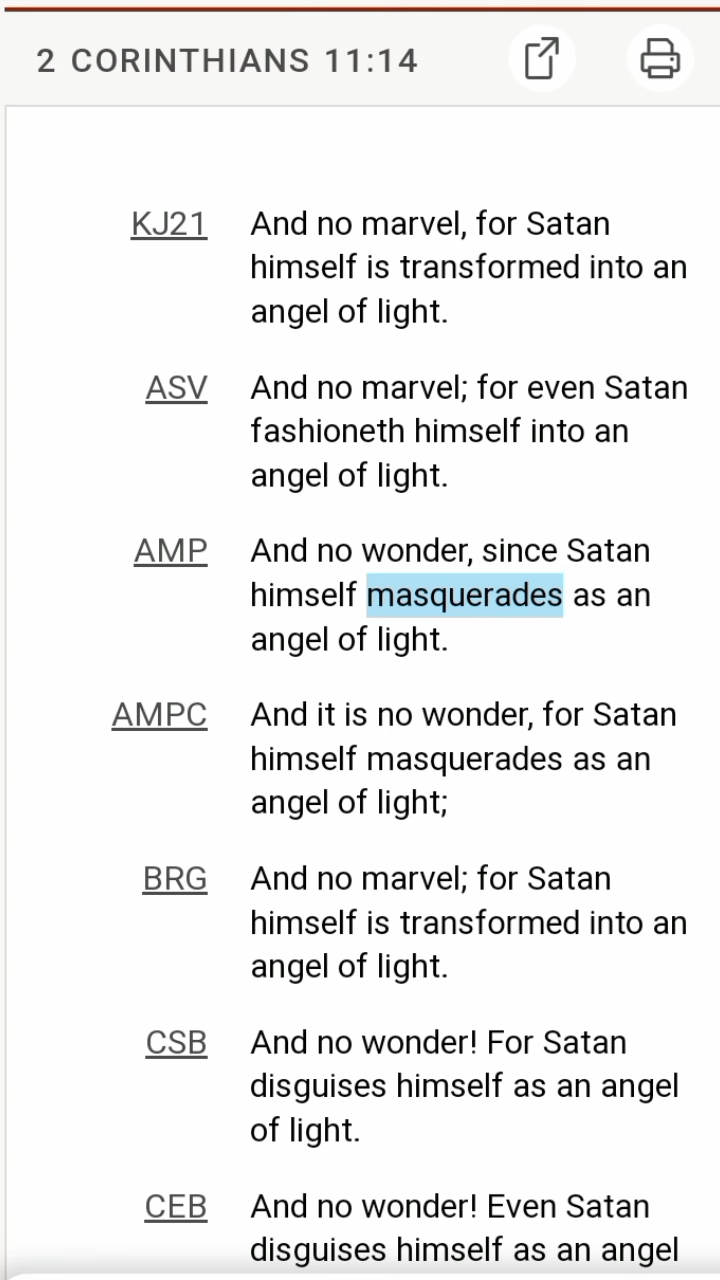 2 CORINTHIANS 11:14
KJ21 And no marvel, for Satan
himself is transformed into an
angel of light.
ASV And no marvel; for even Satan
fashioneth himself into an
angel of light.
AMP And no wonder, since Satan
himself masquerades as an
angel of light.
AMPC And it is no wonder, for Satan
himself masquerades as an
angel of light;
BRG And no marvel; for Satan
himself is transformed into an
angel of light.
CSB And no wonder! For Satan
disguises himself as an angel
of light.
CEB And no wonder! Even Satan
disguises himself as an angel